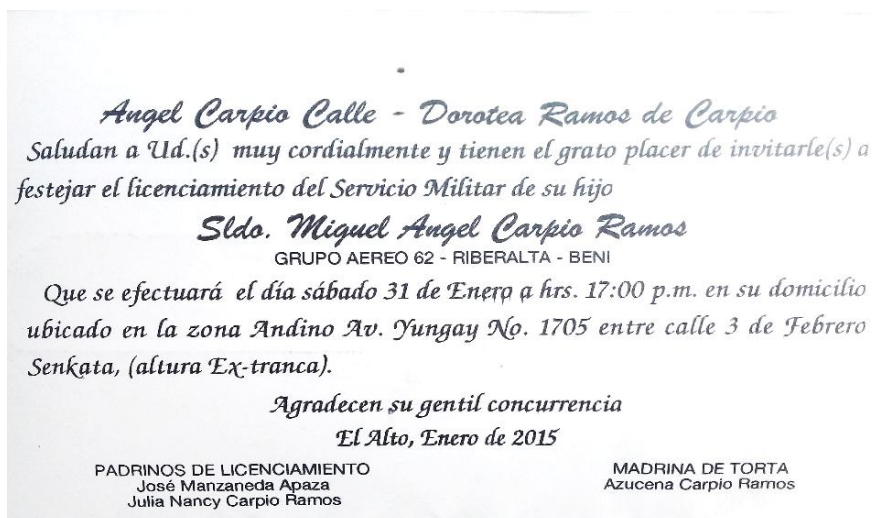 Angel Carpio Calle - Dorotea Ramos de Carpio
Saludan a Ud.(s) muy cordialmente y tienen el grato placer de invitarle(s) a
festejar el licenciamiento del Servicio Militar de su hijo
Sldo. Miguel Angel Carpio Ramos
GRUPO AEREO 62 - RIBERALTA - BENI
Que se efectuará el día sábado 31 de Enero a hrs. 17:00 p.m. en su domicilio
ubicado en la zona Andino Av. Yungay No. 1705 entre calle 3 de Febrero
Senkata, (altura Ex-tranca).
Agradecen su gentil concurrencia
El Alto, Enero de 2015
PADRINOS DE LICENCIAMIENTO
José Manzaneda Apaza
Julia Nancy Carpio Ramos
MADRINA DE TORTA
Azucena Carpio Ramos